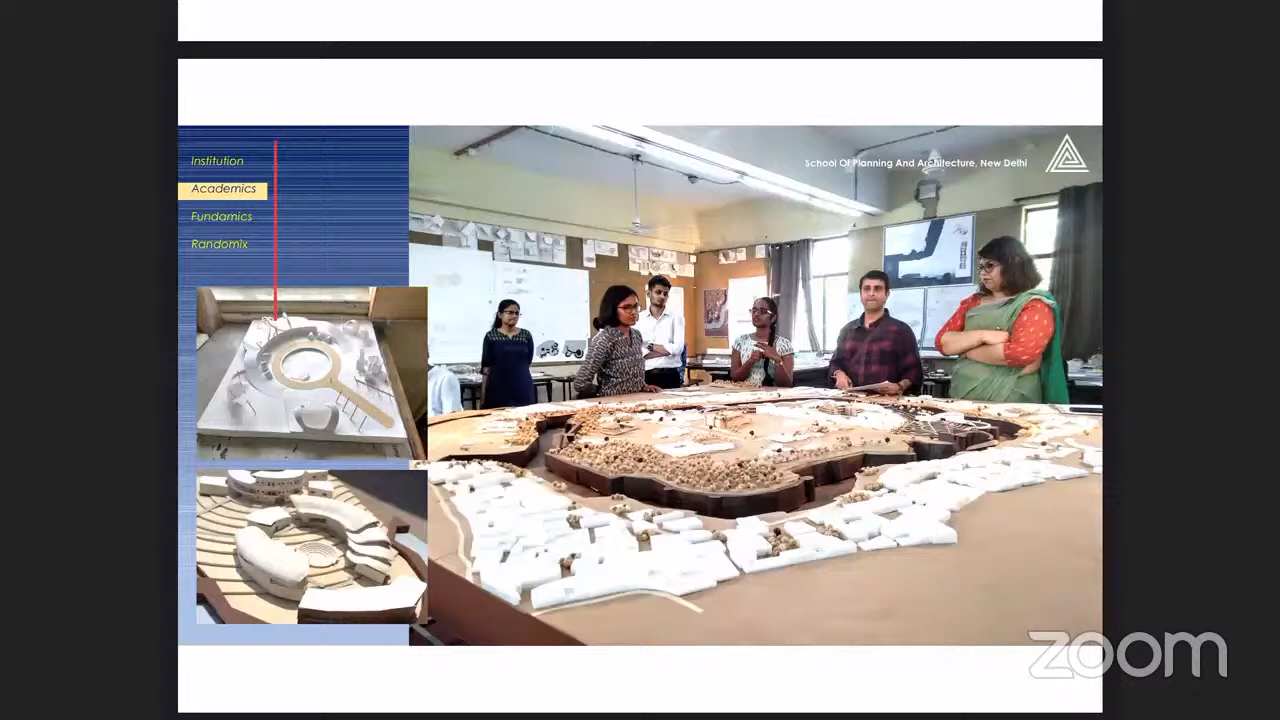 Institution
Academics
Fundamics
Randomix
School Of Planning And Architecture, New Delhi
zoom